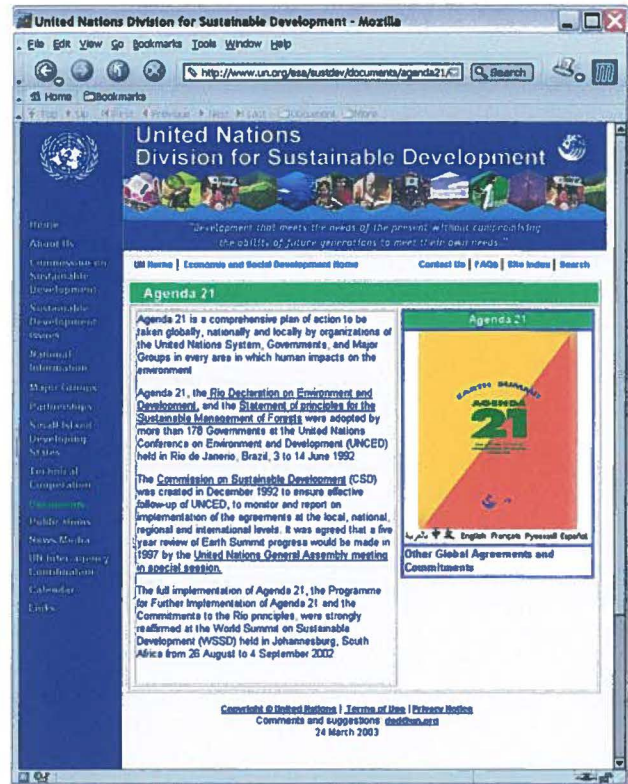 United Nations Division for Sustainable Development - Mozilla
File Edit View Go Bookmarks Tools Window Help
http://www.un.org/esa/sustdev/documents/agenda21/
Search
Home Bookmarks
Top Up First Previous Next Last Document More
United Nations
Division for Sustainable Development
"Development that meets the needs of the present without compromising
the ability of future generations to meet their own needs."
UN Home | Economic and Social Development Home
Contact Us | FAQs | Site Index | Search
Home
About Us
Commission on
Sustainable
Development
Sustainable
Development
Issues
National
Information
Major Groups
Partnerships
Small Island
Developing
States
Technical
Cooperation
Documents
Publications
News/Media
UN Inter-agency
Coordination
Calendar
Links
Agenda 21
Agenda 21 is a comprehensive plan of action to be
taken globally, nationally and locally by organizations of
the United Nations System, Governments, and Major
Groups in every area in which human impacts on the
environment
Agenda 21, the Rio Declaration on Environment and
Development, and the Statement of principles for the
Sustainable Management of Forests were adopted by
more than 178 Governments at the United Nations
Conference on Environment and Development (UNCED)
held in Rio de Janerio, Brazil, 3 to 14 June 1992
The Commission on Sustainable Development (CSD)
was created in December 1992 to ensure effective
follow-up of UNCED, to monitor and report on
implementation of the agreements at the local, national,
regional and international levels. It was agreed that a five
year review of Earth Summit progress would be made in
1997 by the United Nations General Assembly meeting
in special session.
The full implementation of Agenda 21, the Programme
for Further Implementation of Agenda 21 and the
Commitments to the Rio principles, were strongly
reaffirmed at the World Summit on Sustainable
Development (WSSD) held in Johannesburg, South
Africa from 26 August to 4 September 2002
Agenda 21
EARTH SUMMIT
AGENDA
21
English Français Русский Español
Other Global Agreements and
Commitments
Copyright © United Nations | Terms of Use | Privacy Notice
Comments and suggestions dsd@un.org
24 March 2003